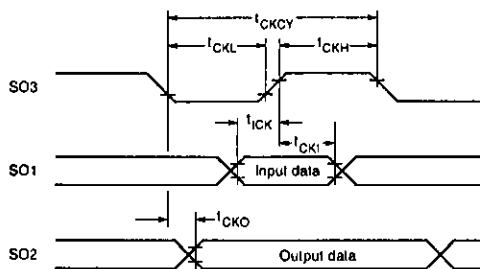 tCKCY
tCKL
tCKH
SO3
tICK
tCKI
SO1
Input data
tCKO
SO2
Output data